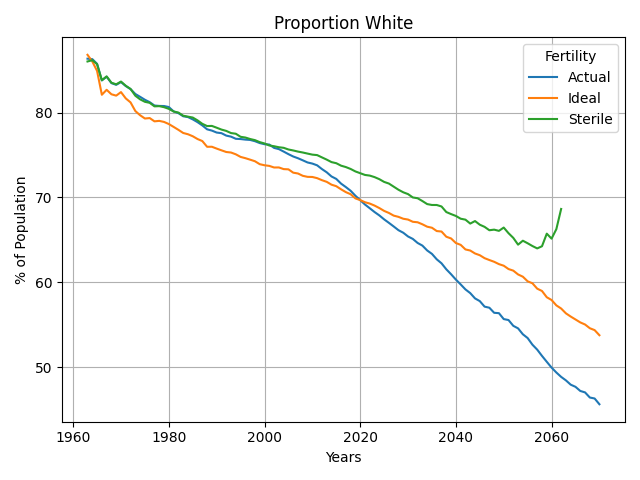 Proportion White
Fertility
Actual
Ideal
Sterile
80
70
60
50
% of Population
1960 1980 2000 2020 2040 2060
Years